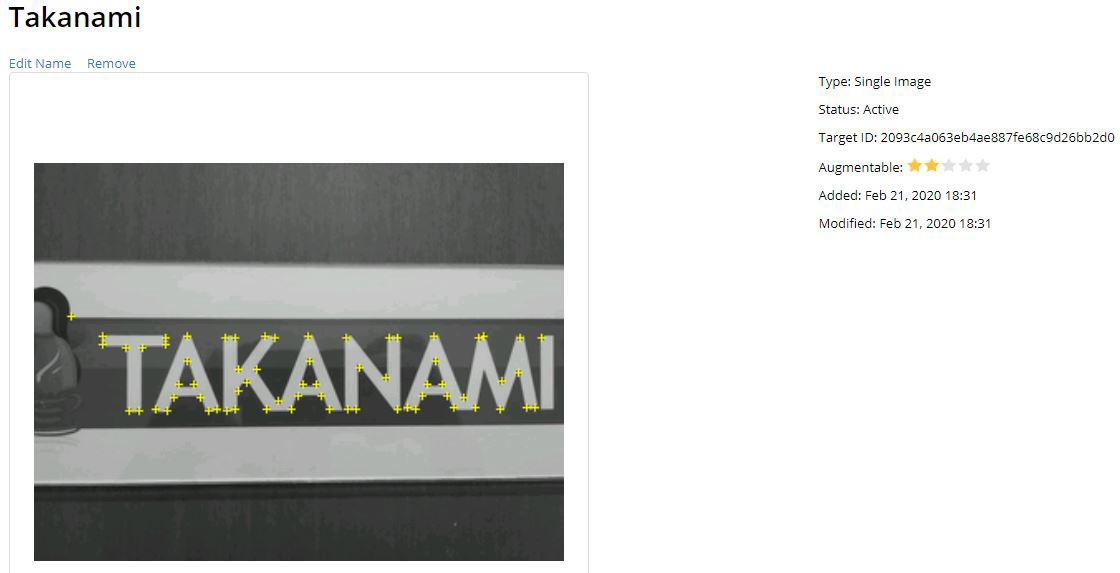 Takanami
Edit Name Remove
Type: Single Image
Status: Active
Target ID: 2093c4a063eb4ae887fe68c9d26bb2d0
Augmentable:
Added: Feb 21, 2020 18:31
Modified: Feb 21, 2020 18:31
TAKANAMI